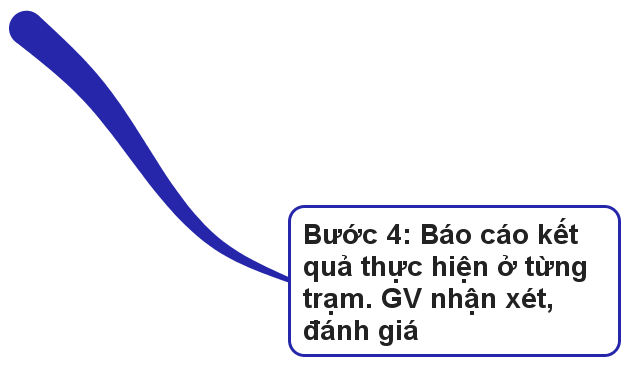 Bước 4: Báo cáo kết
quả thực hiện ở từng
trạm. GV nhận xét,
đánh giá